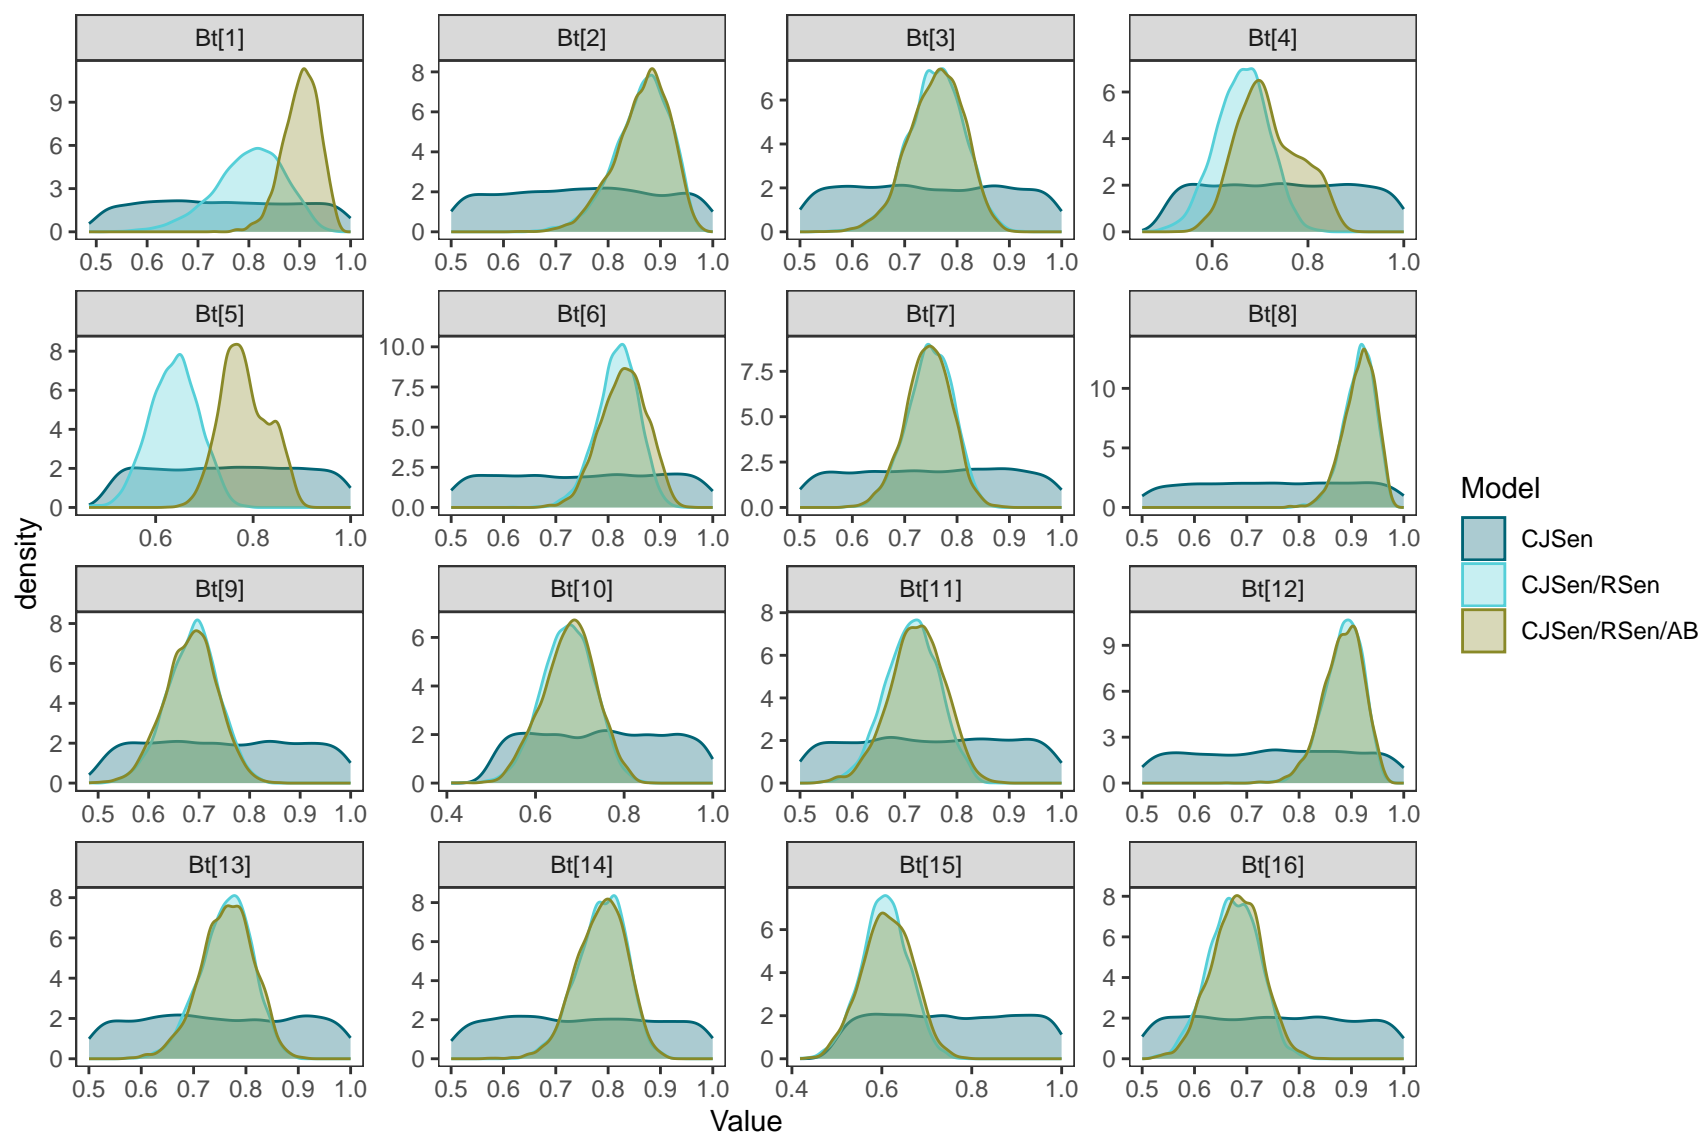 Bt[1] Bt[2] Bt[3] Bt[4]
9 6 3 0
8 6 4 2 0
6 4 2 0
6 4 2 0
0.5 0.6 0.7 0.8 0.9 1.0
0.5 0.6 0.7 0.8 0.9 1.0
0.5 0.6 0.7 0.8 0.9 1.0
0.6 0.8 1.0
Bt[5] Bt[6] Bt[7] Bt[8]
8 6 4 2 0
10.0 7.5 5.0 2.5 0.0
7.5 5.0 2.5 0.0
10 5 0
0.6 0.8 1.0
0.5 0.6 0.7 0.8 0.9 1.0
0.5 0.6 0.7 0.8 0.9 1.0
0.5 0.6 0.7 0.8 0.9 1.0
Bt[9] Bt[10] Bt[11] Bt[12]
8 6 4 2 0
6 4 2 0
8 6 4 2 0
9 6 3 0
0.5 0.6 0.7 0.8 0.9 1.0
0.4 0.6 0.8 1.0
0.5 0.6 0.7 0.8 0.9 1.0
0.5 0.6 0.7 0.8 0.9 1.0
Bt[13] Bt[14] Bt[15] Bt[16]
8 6 4 2 0
8 6 4 2 0
6 4 2 0
8 6 4 2 0
0.5 0.6 0.7 0.8 0.9 1.0
0.5 0.6 0.7 0.8 0.9 1.0
0.4 0.6 0.8 1.0
0.5 0.6 0.7 0.8 0.9 1.0
density
Value
Model
CJSen
CJSen/RSen
CJSen/RSen/AB